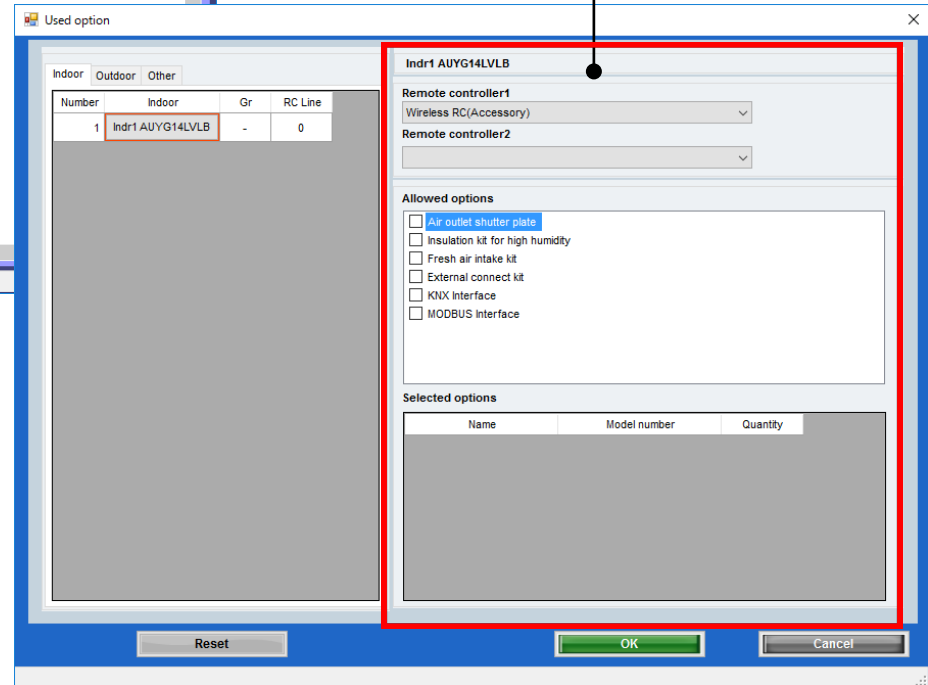 Used option
Indoor Outdoor Other
Number Indoor Gr RC Line
1 Indr1 AUYG14LVLB - 0
Indr1 AUYG14LVLB
Remote controller1
Wireless RC(Accessory)
Remote controller2
Allowed options
Air outlet shutter plate
Insulation kit for high humidity
Fresh air intake kit
External connect kit
KNX Interface
MODBUS Interface
Selected options
Name Model number Quantity
Reset OK Cancel